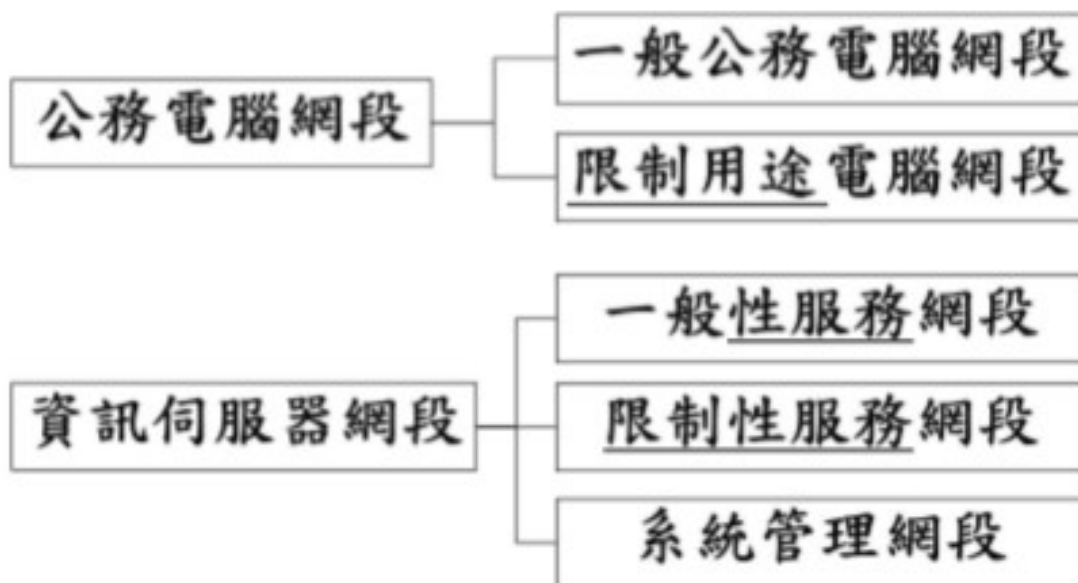 公務電腦網段
一般公務電腦網段
限制用途電腦網段
資訊伺服器網段
一般性服務網段
限制性服務網段
系統管理網段